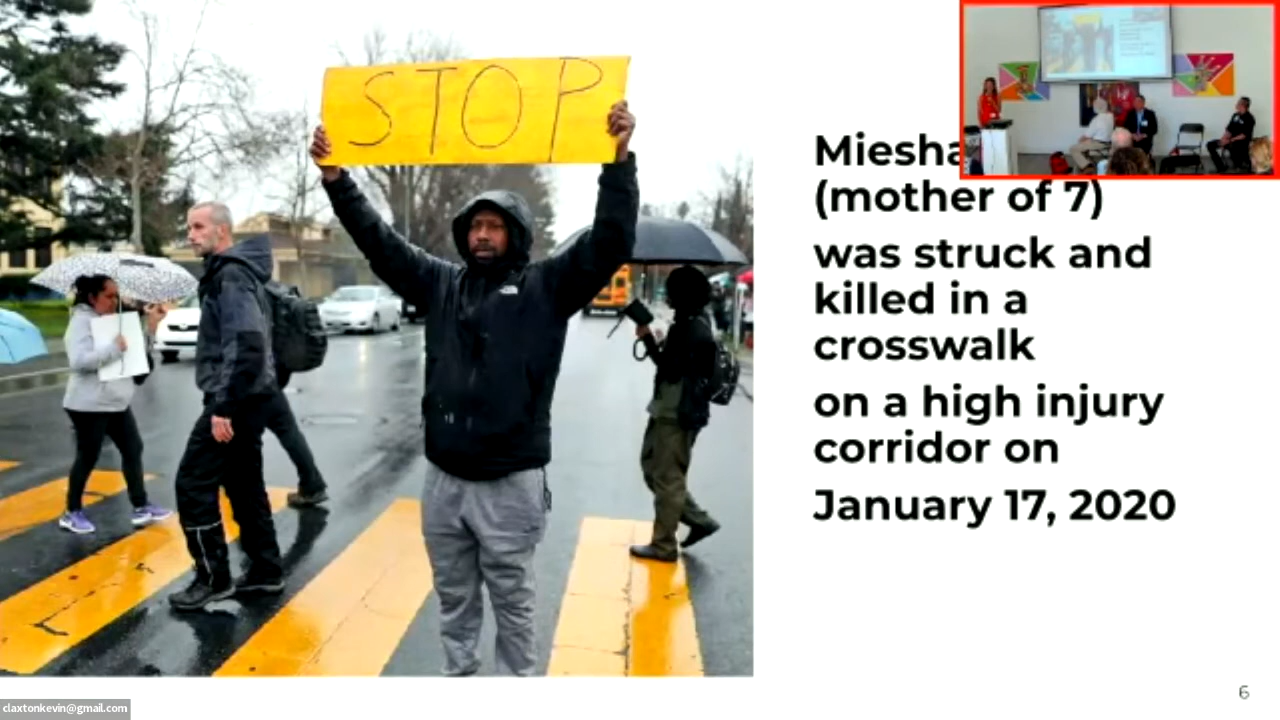 STOP
Miesha
(mother of 7)
was struck and
killed in a
crosswalk
on a high injury
corridor on
January 17, 2020
6
claxtonkevin@gmail.com